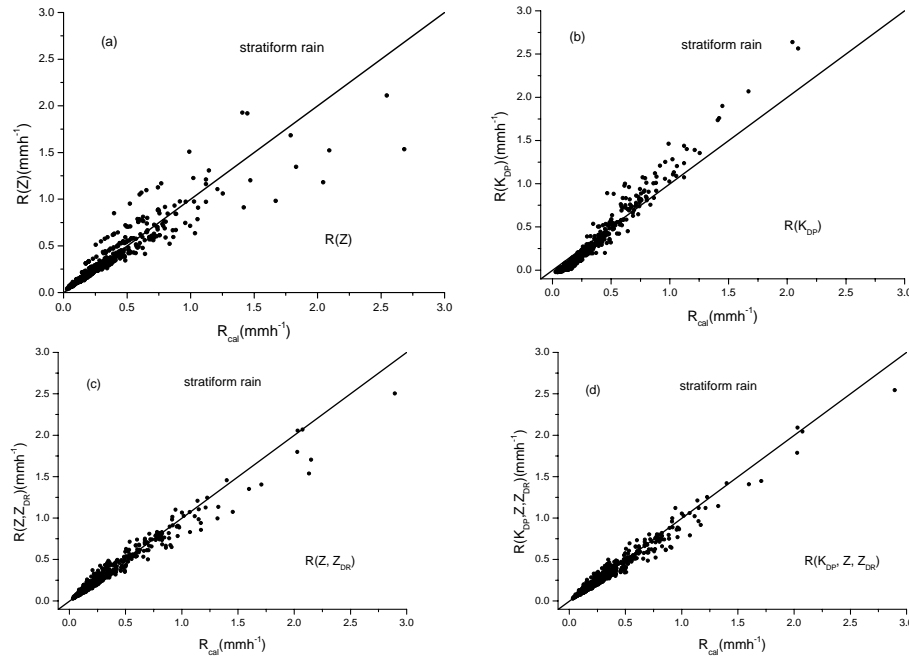 (a)
stratiform rain
R(Z)(mmh⁻¹)
3.0
2.5
2.0
1.5
1.0
0.5
0.0
R(Z)
0.0 0.5 1.0 1.5 2.0 2.5 3.0
R_cal(mmh⁻¹)
(b)
stratiform rain
R(K_DP)(mmh⁻¹)
3.0
2.5
2.0
1.5
1.0
0.5
0.0
R(K_DP)
0.0 0.5 1.0 1.5 2.0 2.5 3.0
R_cal(mmh⁻¹)
(c)
stratiform rain
R(Z,Z_DR)(mmh⁻¹)
3.0
2.5
2.0
1.5
1.0
0.5
0.0
R(Z, Z_DR)
0.0 0.5 1.0 1.5 2.0 2.5 3.0
R_cal(mmh⁻¹)
(d)
stratiform rain
R(K_DP,Z,Z_DR)(mmh⁻¹)
3.0
2.5
2.0
1.5
1.0
0.5
0.0
R(K_DP, Z, Z_DR)
0.0 0.5 1.0 1.5 2.0 2.5 3.0
R_cal(mmh⁻¹)